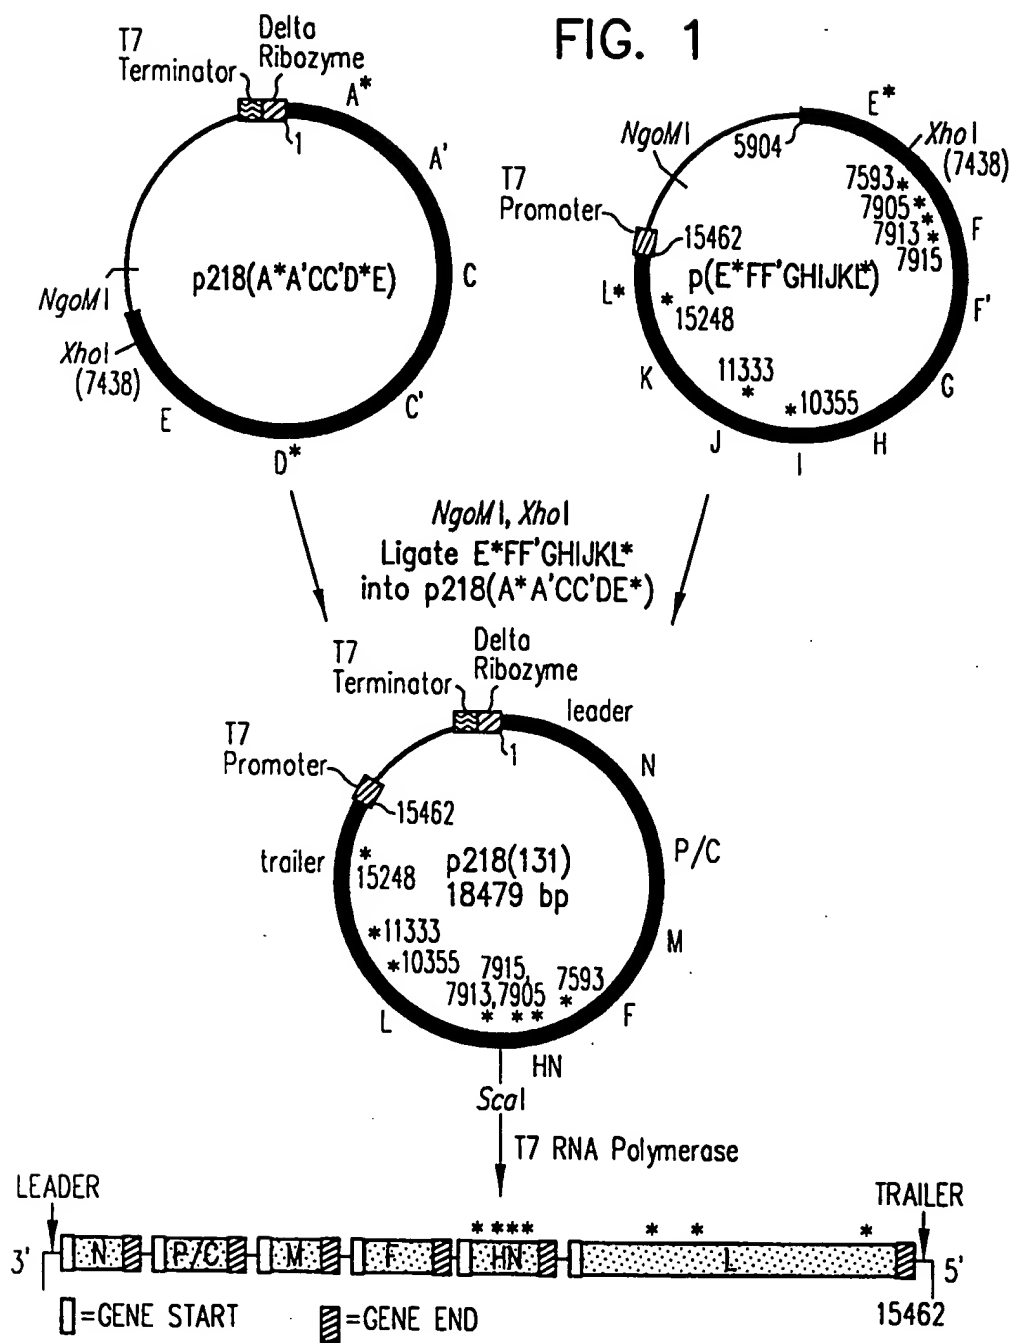 FIG. 1
T7
Terminator
Delta
Ribozyme
1
A*
A'
C
C'
D*
E
XhoI
(7438)
NgoMI
p218(A*A'CC'D*E)
E*
XhoI
(7438)
5904
7593*
7905*
*
7913*
7915
F
F'
G
H
I
J
K
L*
NgoMI
T7
Promoter
15462
p(E*FF'GHIJKL*)
*
15248
11333
*
*10355
NgoMI, XhoI
Ligate E*FF'GHIJKL*
into p218(A*A'CC'DE*)
T7
Terminator
Delta
Ribozyme
1
leader
N
P/C
M
F
HN
L
trailer
T7
Promoter
15462
*
15248
p218(131)
18479 bp
*11333
*10355
7915,
7913,7905
* * *
7593
*
ScaI
T7 RNA Polymerase
LEADER
TRAILER
* * * * * * *
3' N P/C M F HN L 5'
15462
=GENE START =GENE END